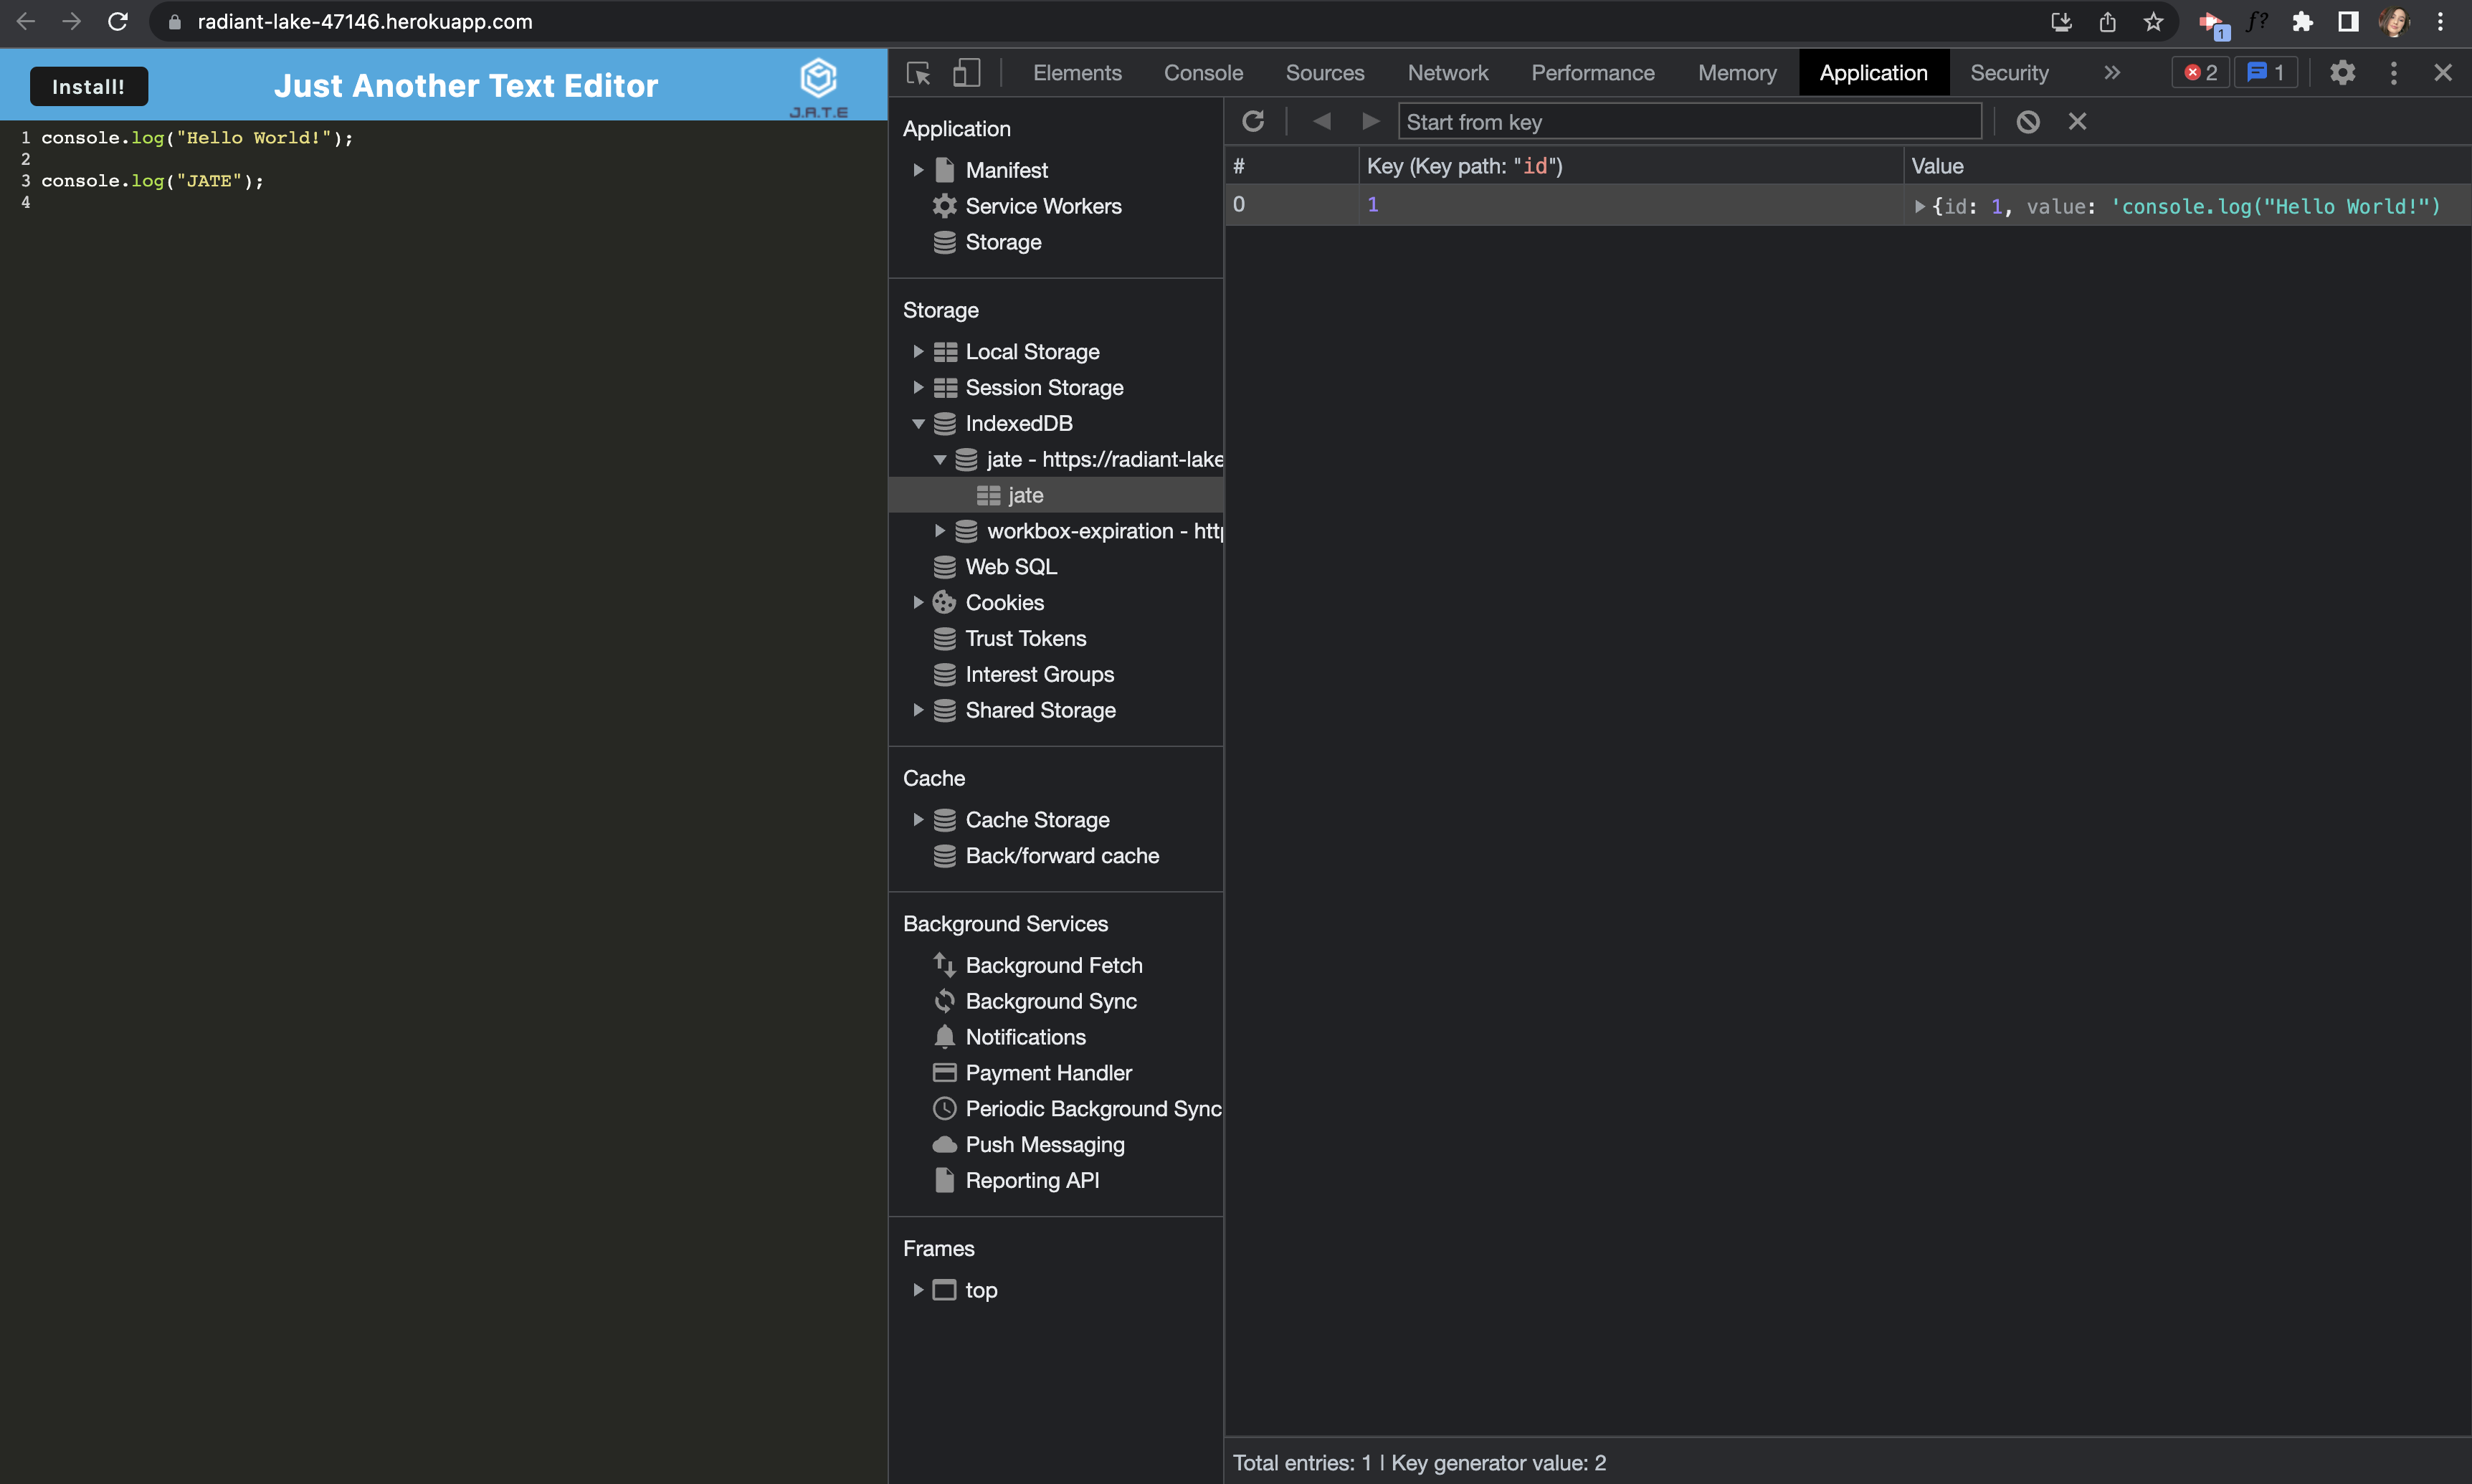 radiant-lake-47146.herokuapp.com
1
f?
Install!
Just Another Text Editor
J.A.T.E
1 console.log("Hello World!");
2
3 console.log("JATE");
4
Elements Console Sources Network Performance Memory Application Security » 2 1
Application
Manifest
Service Workers
Storage
Storage
Local Storage
Session Storage
IndexedDB
jate - https://radiant-lake
jate
workbox-expiration - http
Web SQL
Cookies
Trust Tokens
Interest Groups
Shared Storage
Cache
Cache Storage
Back/forward cache
Background Services
Background Fetch
Background Sync
Notifications
Payment Handler
Periodic Background Sync
Push Messaging
Reporting API
Frames
top
Start from key
# Key (Key path: "id") Value
0 1 {id: 1, value: 'console.log("Hello World!")
Total entries: 1 | Key generator value: 2